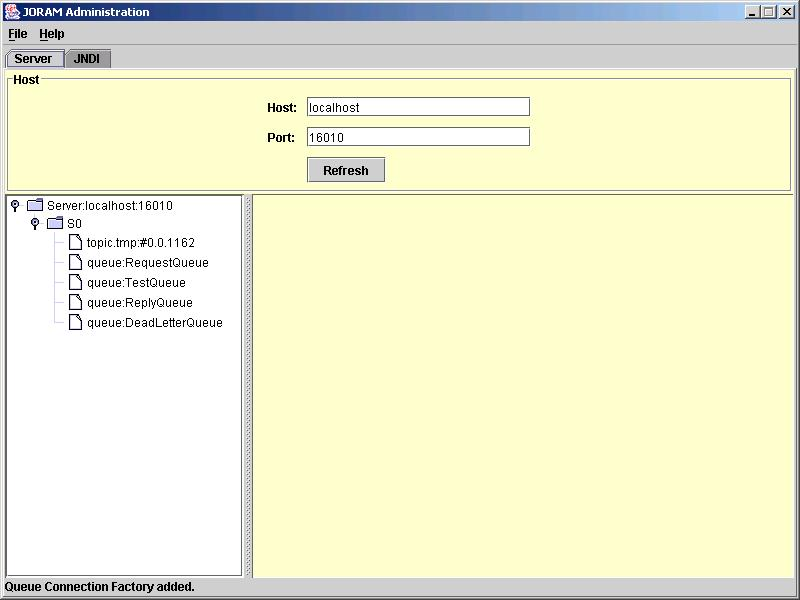 JORAM Administration
File Help
Server JNDI
Host
Host: localhost
Port: 16010
Refresh
Server:localhost:16010
S0
topic.tmp:#0.0.1162
queue:RequestQueue
queue:TestQueue
queue:ReplyQueue
queue:DeadLetterQueue
Queue Connection Factory added.